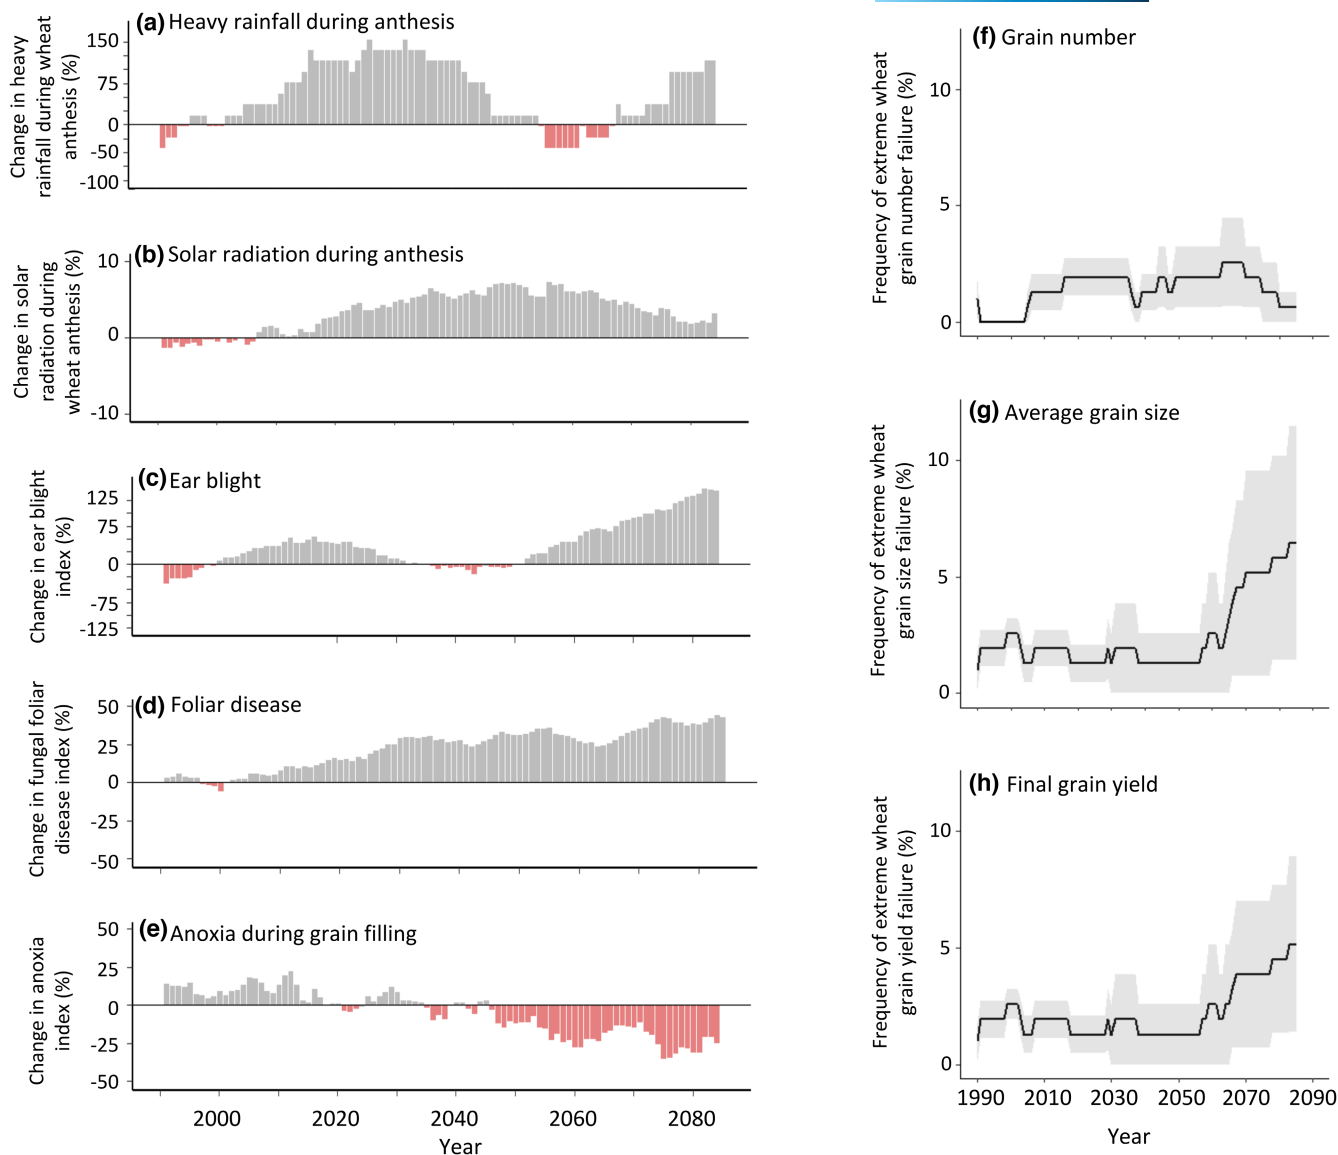 (a) Heavy rainfall during anthesis
Change in heavy
rainfall during wheat
anthesis (%)
150
75
0
-50
-100
(b) Solar radiation during anthesis
Change in solar
radiation during
wheat anthesis (%)
10
0
-10
(c) Ear blight
Change in ear blight
index (%)
125
75
0
-75
-125
(d) Foliar disease
Change in fungal foliar
disease index (%)
50
25
0
-25
-50
(e) Anoxia during grain filling
Change in anoxia
index (%)
50
25
0
-25
-50
2000 2020 2040 2060 2080
Year
(f) Grain number
Frequency of extreme wheat
grain number failure (%)
10
5
0
(g) Average grain size
Frequency of extreme wheat
grain size failure (%)
10
5
0
(h) Final grain yield
Frequency of extreme wheat
grain yield failure (%)
10
5
0
1990 2010 2030 2050 2070 2090
Year